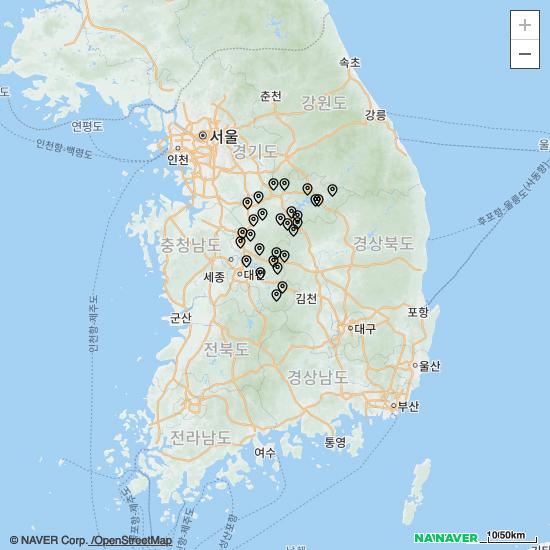 속초
춘천
강원도
강릉
도
연평도
서울
인천항-백령도
인천
경기도
울
후포항-울릉도(사동항)
충청남도
경상북도
세종
대전
김천
군산
인천항-제주도
포항
대구
전북도
울산
경상남도
부산
전라남도
여수
통영
© NAVER Corp. /OpenStreetMap
NAVER
10/50km